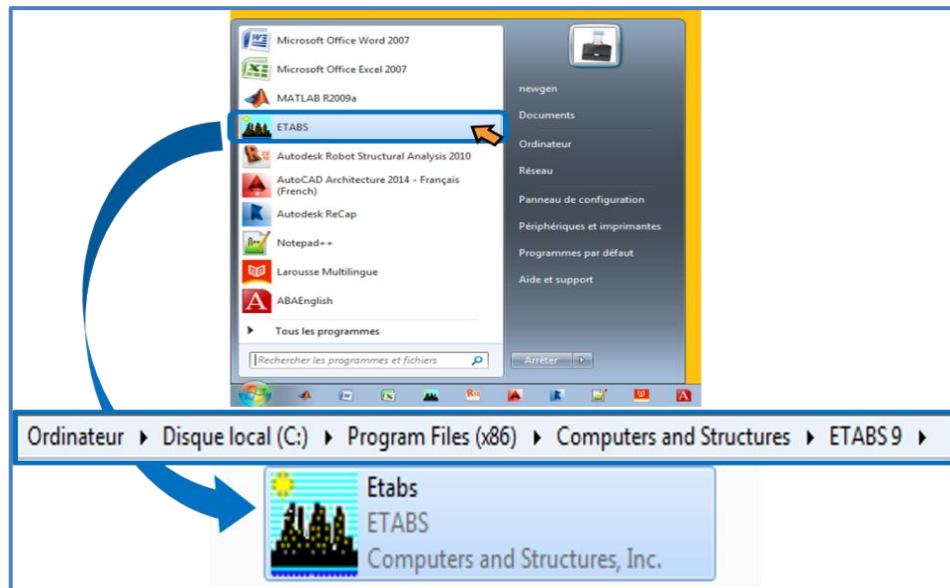 Microsoft Office Word 2007
Microsoft Office Excel 2007
MATLAB R2009a
ETABS
Autodesk Robot Structural Analysis 2010
AutoCAD Architecture 2014 - Français
(French)
Autodesk ReCap
Notepad++
Larousse Multilingue
ABAEnglish
Tous les programmes
Rechercher les programmes et fichiers
newgen
Documents
Ordinateur
Réseau
Panneau de configuration
Périphériques et imprimantes
Programmes par défaut
Aide et support
Arrêter
Ordinateur ▸ Disque local (C:) ▸ Program Files (x86) ▸ Computers and Structures ▸ ETABS 9 ▸
Etabs
ETABS
Computers and Structures, Inc.